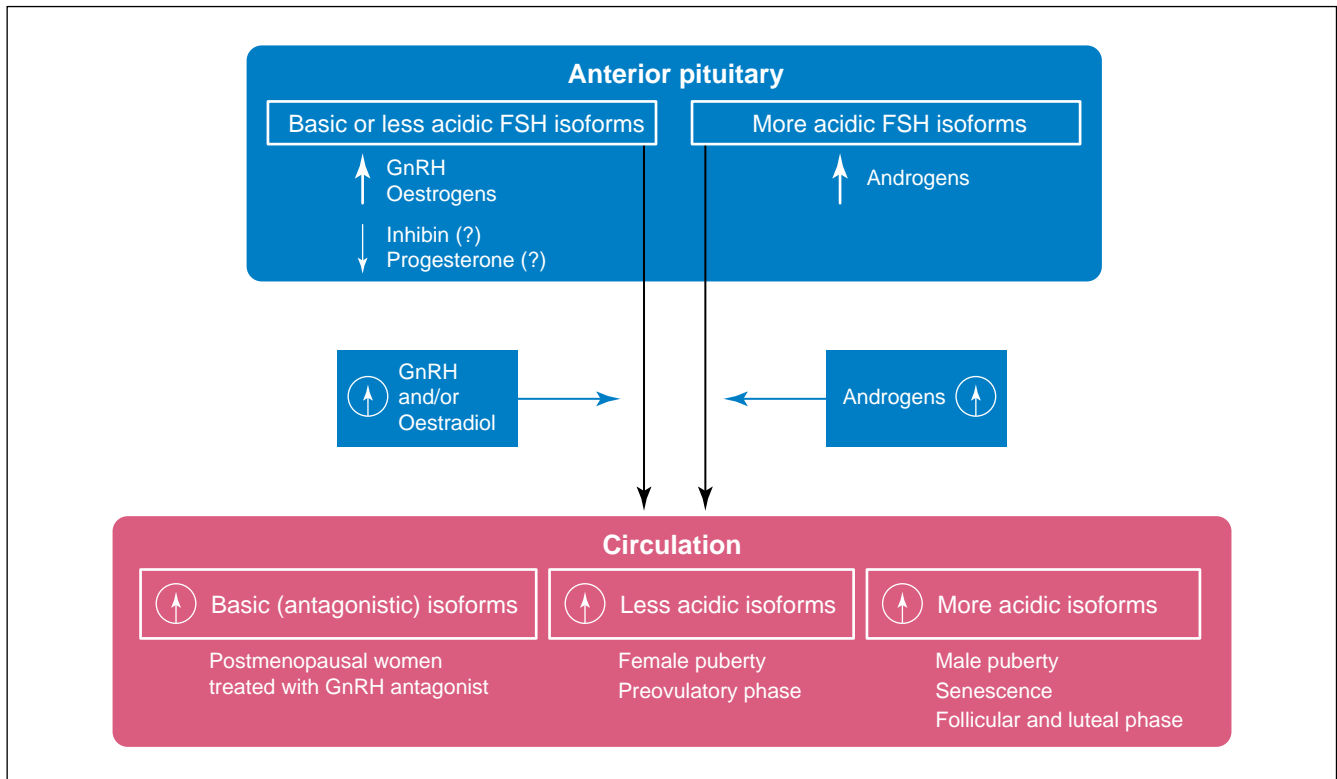 Anterior pituitary
Basic or less acidic FSH isoforms
GnRH
Oestrogens
Inhibin (?)
Progesterone (?)
More acidic FSH isoforms
Androgens
GnRH
and/or
Oestradiol
Androgens
Circulation
Basic (antagonistic) isoforms
Postmenopausal women
treated with GnRH antagonist
Less acidic isoforms
Female puberty
Preovulatory phase
More acidic isoforms
Male puberty
Senescence
Follicular and luteal phase